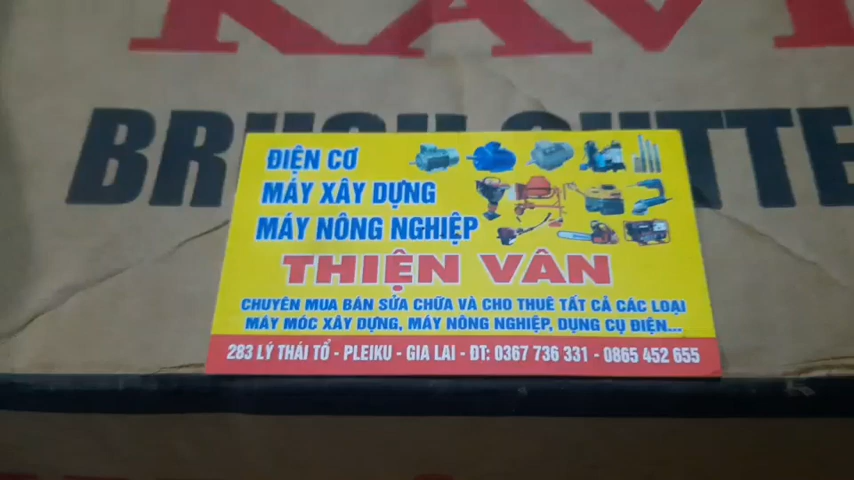 BRUSH CUTTE
ĐIỆN CƠ
MÁY XÂY DỰNG
MÁY NÔNG NGHIỆP
THIỆN VÂN
CHUYÊN MUA BÁN SỬA CHỮA VÀ CHO THUÊ TẤT CẢ CÁC LOẠI
MÁY MÓC XÂY DỰNG, MÁY NÔNG NGHIỆP, DỤNG CỤ ĐIỆN...
283 LÝ THÁI TỔ - PLEIKU - GIA LAI - ĐT: 0367 736 331 - 0865 452 655